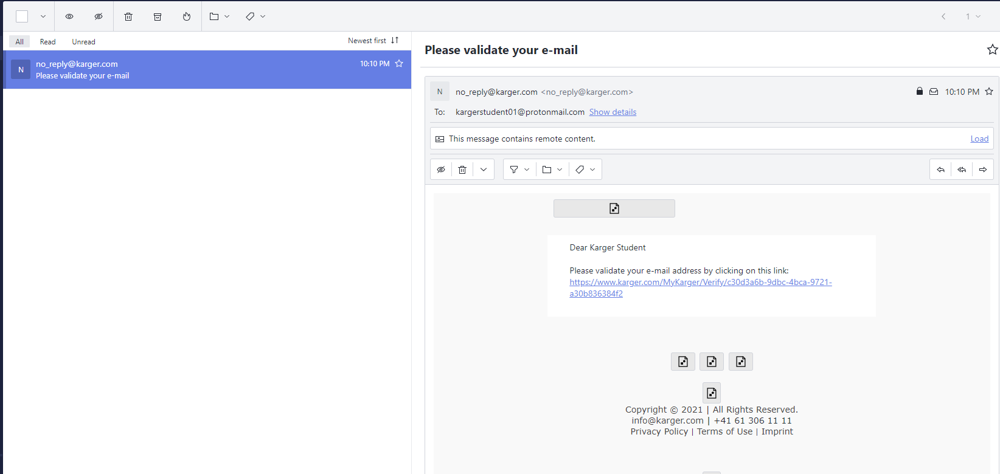 1
All Read Unread Newest first
N
no_reply@karger.com 10:10 PM
Please validate your e-mail
Please validate your e-mail
N no_reply@karger.com <no_reply@karger.com> 10:10 PM
To: kargerstudent01@protonmail.com Show details
This message contains remote content. Load
Dear Karger Student
Please validate your e-mail address by clicking on this link:
https://www.karger.com/MyKarger/Verify/c30d3a6b-9dbc-4bca-9721-
a30b836384f2
Copyright © 2021 | All Rights Reserved.
info@karger.com | +41 61 306 11 11
Privacy Policy | Terms of Use | Imprint